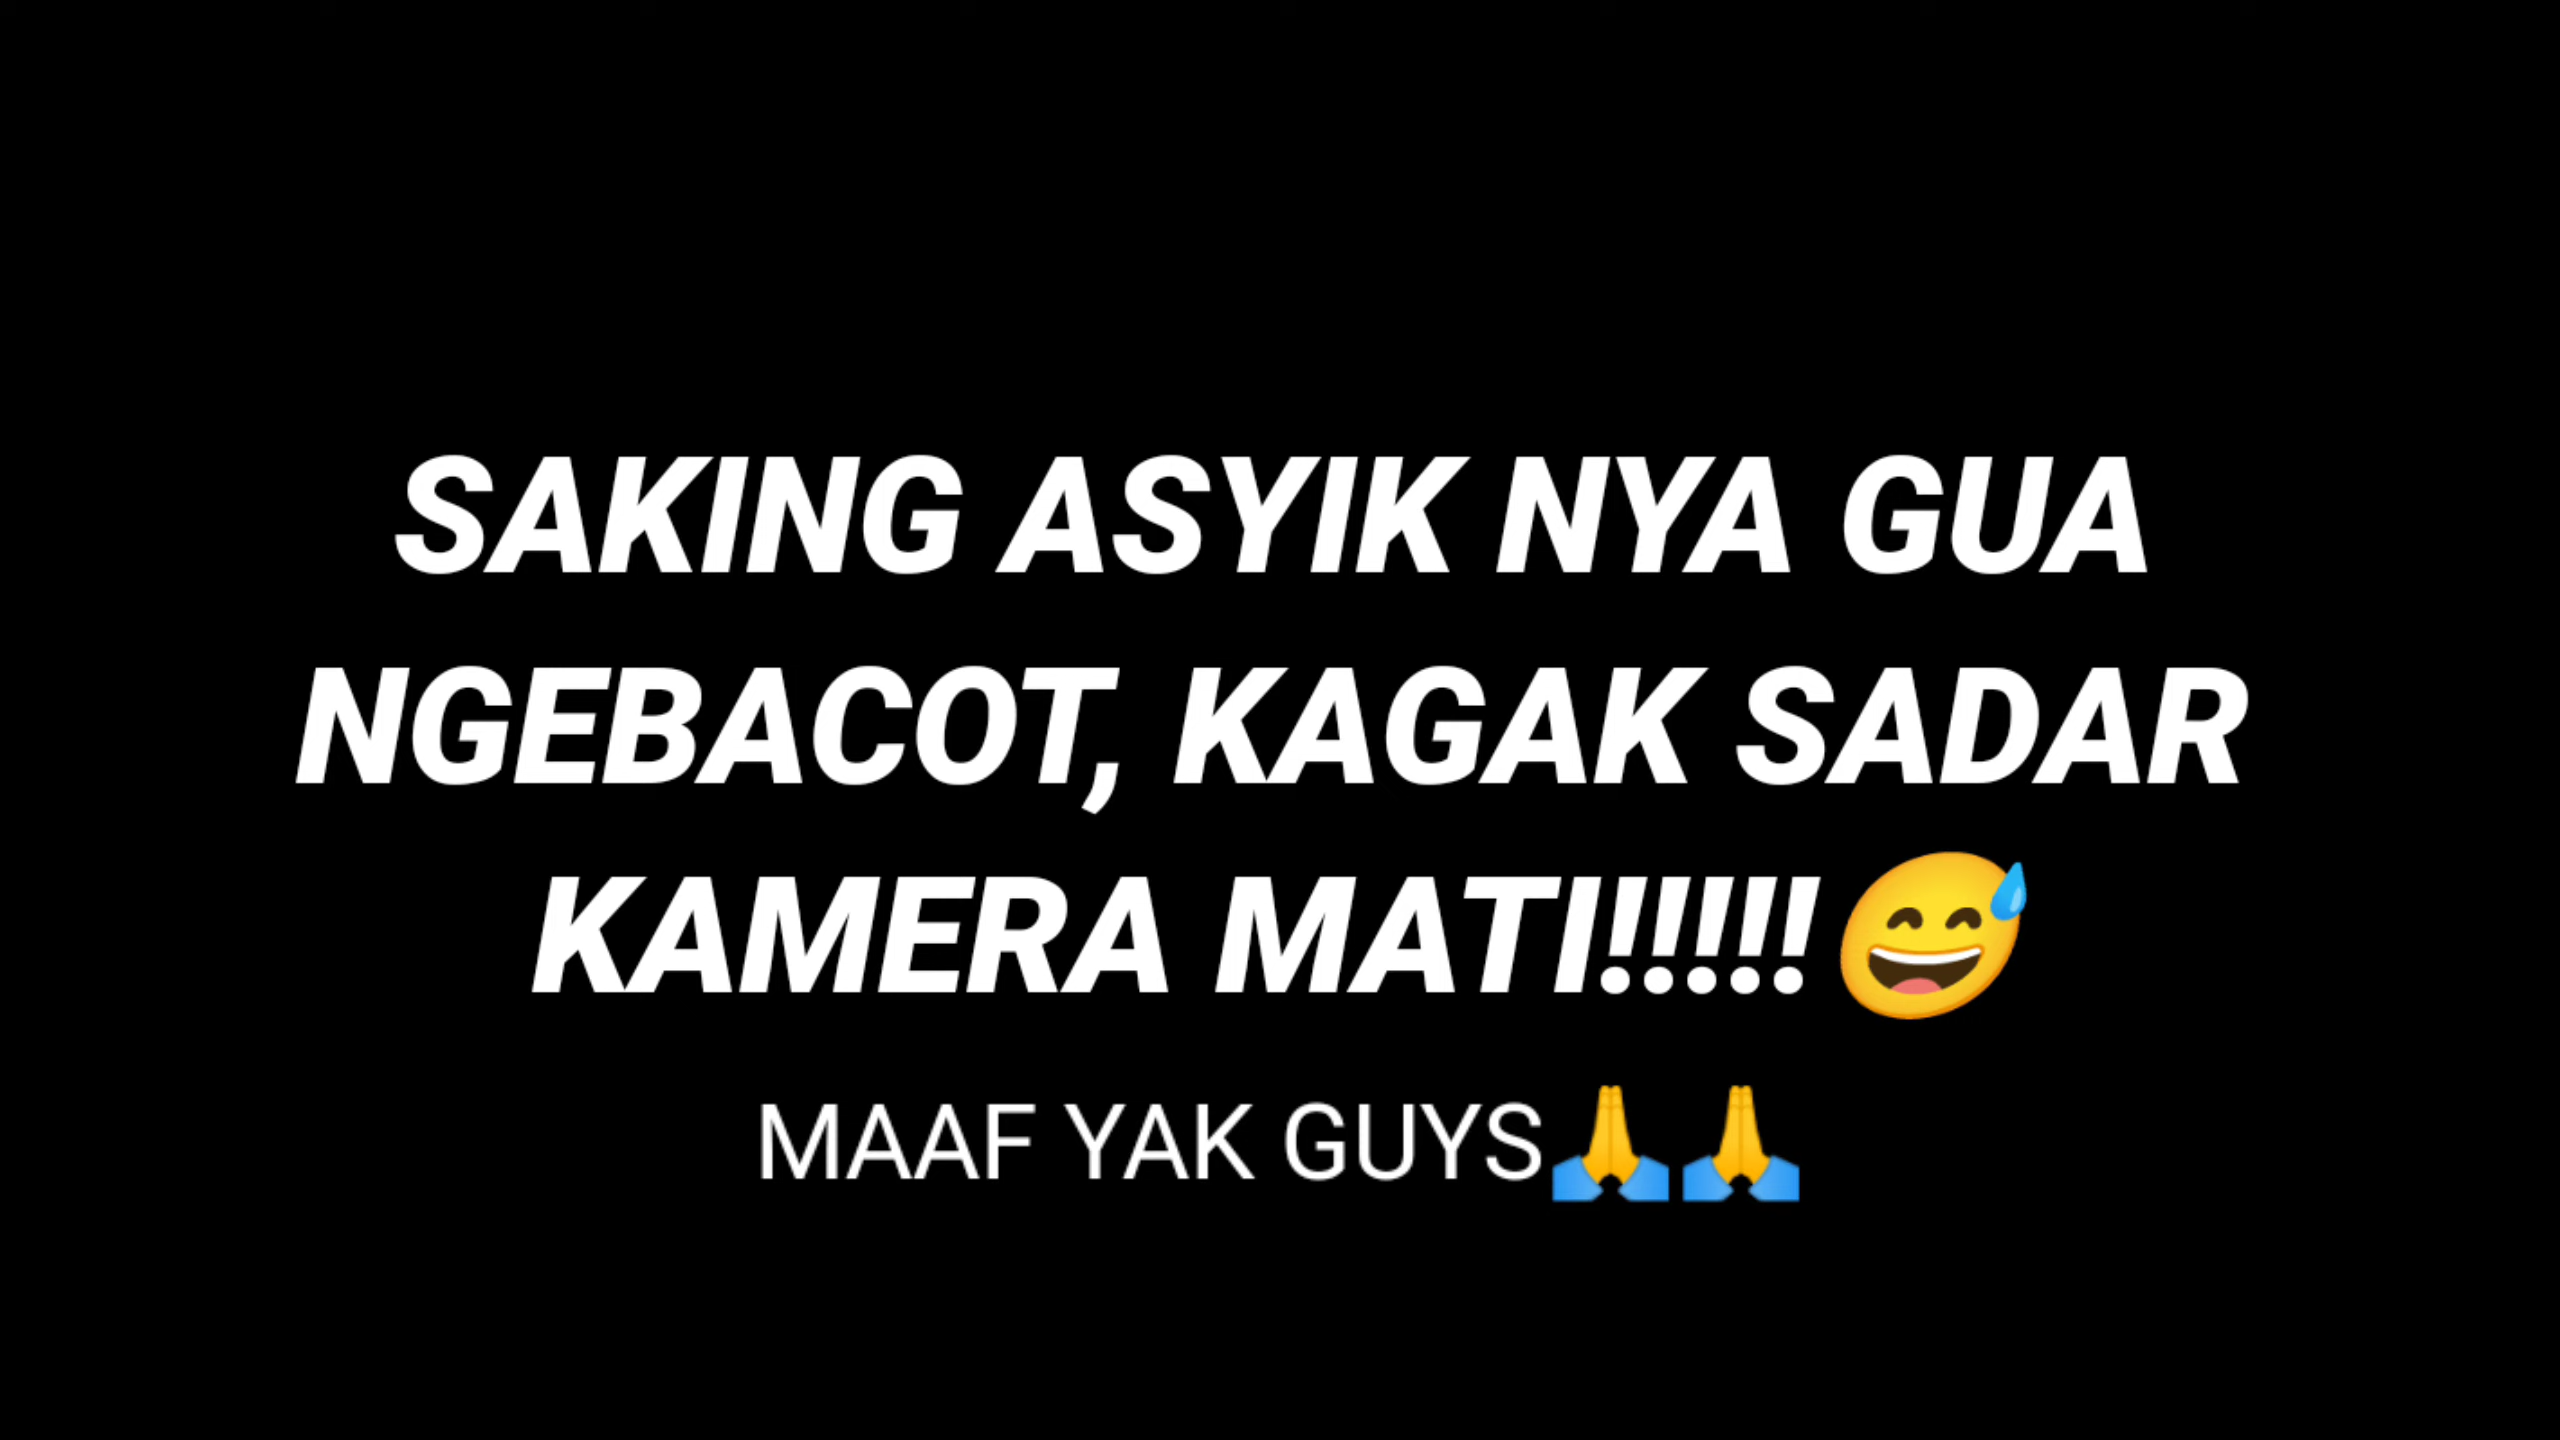 SAKING ASYIK NYA GUA
NGEBACOT, KAGAK SADAR
KAMERA MATI!!!!!😅
MAAF YAK GUYS🙏🙏